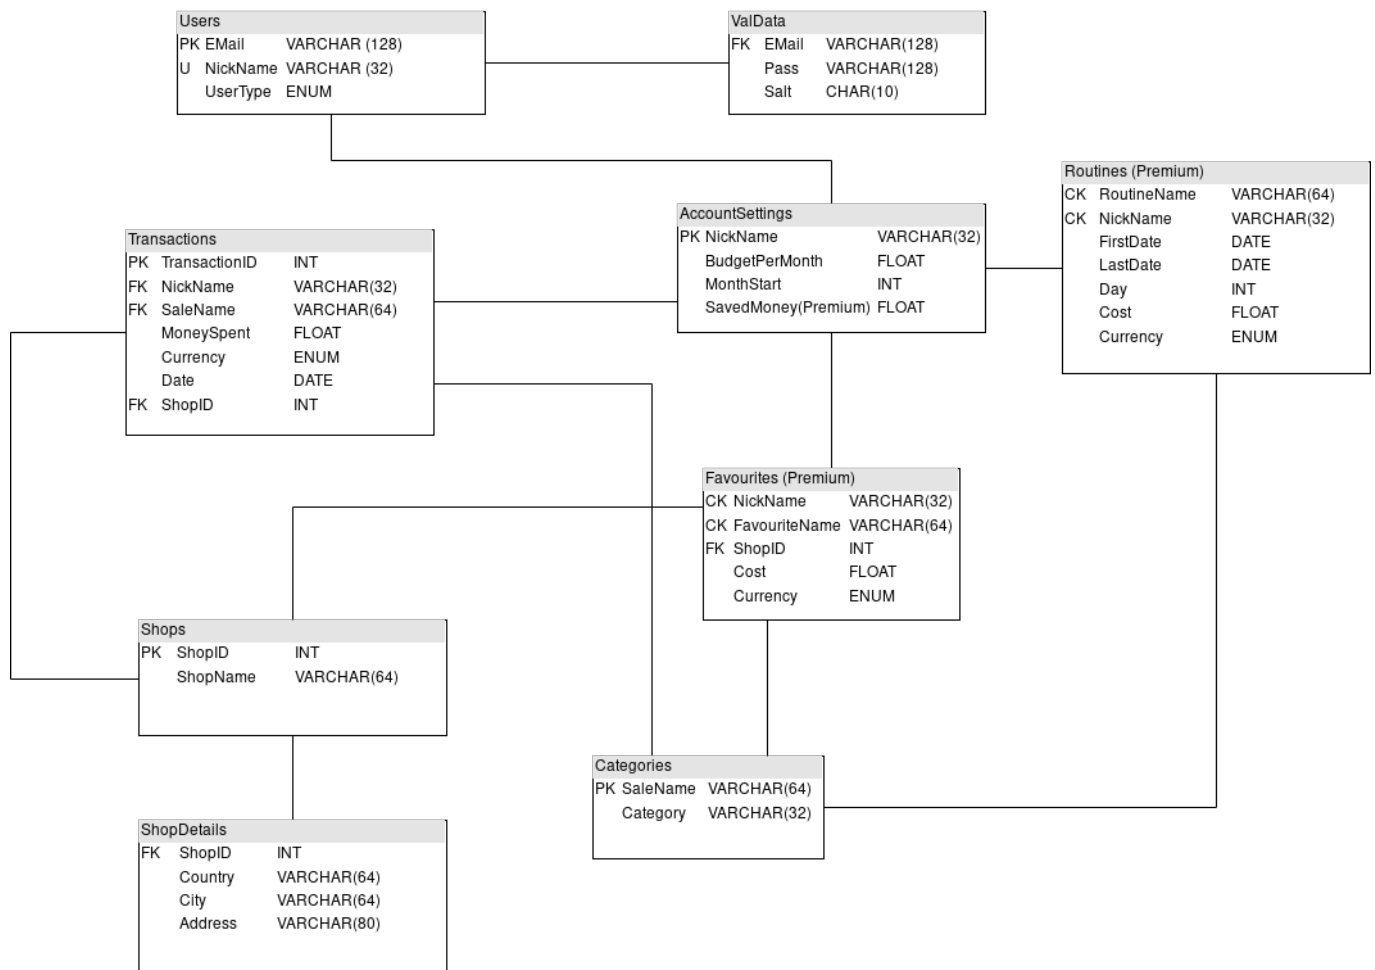 Users
PK EMail VARCHAR (128)
U NickName VARCHAR (32)
UserType ENUM
ValData
FK EMail VARCHAR(128)
Pass VARCHAR(128)
Salt CHAR(10)
Routines (Premium)
CK RoutineName VARCHAR(64)
CK NickName VARCHAR(32)
FirstDate DATE
LastDate DATE
Day INT
Cost FLOAT
Currency ENUM
AccountSettings
PK NickName VARCHAR(32)
BudgetPerMonth FLOAT
MonthStart INT
SavedMoney(Premium) FLOAT
Transactions
PK TransactionID INT
FK NickName VARCHAR(32)
FK SaleName VARCHAR(64)
MoneySpent FLOAT
Currency ENUM
Date DATE
FK ShopID INT
Favourites (Premium)
CK NickName VARCHAR(32)
CK FavouriteName VARCHAR(64)
FK ShopID INT
Cost FLOAT
Currency ENUM
Shops
PK ShopID INT
ShopName VARCHAR(64)
Categories
PK SaleName VARCHAR(64)
Category VARCHAR(32)
ShopDetails
FK ShopID INT
Country VARCHAR(64)
City VARCHAR(64)
Address VARCHAR(80)